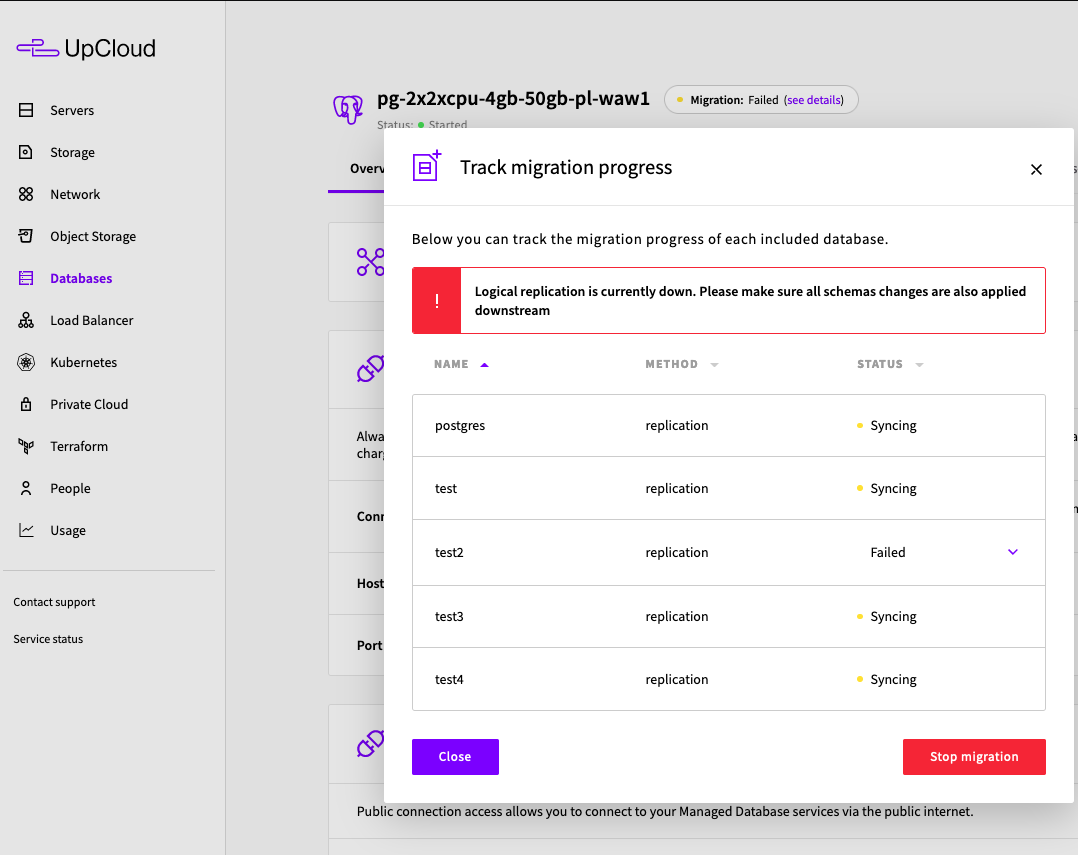 UpCloud
Servers
Storage
Network
Object Storage
Databases
Load Balancer
Kubernetes
Private Cloud
Terraform
People
Usage
Contact support
Service status
pg-2x2xcpu-4gb-50gb-pl-waw1
Migration: Failed (see details)
Status: Started
Track migration progress
Below you can track the migration progress of each included database.
!
Logical replication is currently down. Please make sure all schemas changes are also applied
downstream
NAME METHOD STATUS
postgres replication Syncing
test replication Syncing
test2 replication Failed
test3 replication Syncing
test4 replication Syncing
Close
Stop migration
Port
Host
Public connection access allows you to connect to your Managed Database services via the public internet.